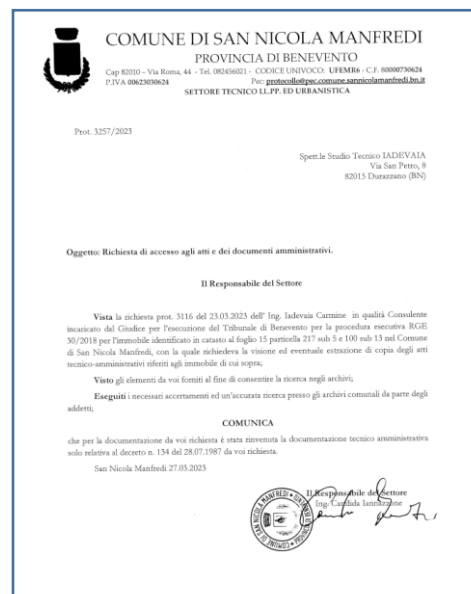 COMUNE DI SAN NICOLA MANFREDI
PROVINCIA DI BENEVENTO
Cap 82010 – Via Roma, 44 - Tel. 082456021 - CODICE UNIVOCO: UFEMR6 - C.F. 80000730624
P.IVA 00623030624 Pec: protocollo@pec.comune.sannicolamanfredi.bn.it
SETTORE TECNICO LL.PP. ED URBANISTICA
Prot. 3257/2023
Spett.le Studio Tecnico IADEVAIA
Via San Petro, 8
82015 Durazzano (BN)
Oggetto: Richiesta di accesso agli atti e dei documenti amministrativi.
Il Responsabile del Settore
Vista la richiesta prot. 3116 del 23.03.2023 dell' Ing. Iadevaia Carmine in qualità Consulente
incaricato dal Giudice per l'esecuzione del Tribunale di Benevento per la procedura esecutiva RGE
30/2018 per l'immobile identificato in catasto al foglio 15 particella 217 sub 5 e 100 sub 13 nel Comune
di San Nicola Manfredi, con la quale richiedeva la visione ed eventuale estrazione di copia degli atti
tecnico-amministrativi riferiti agli immobile di cui sopra;
Visto gli elementi da voi forniti al fine di consentire la ricerca negli archivi;
Eseguiti i necessari accertamenti ed un'accurata ricerca presso gli archivi comunali da parte degli
addetti;
COMUNICA
che per la documentazione da voi richiesta è stata rinvenuta la documentazione tecnico amministrativa
solo relativa al decreto n. 134 del 28.07.1987 da voi richiesta.
San Nicola Manfredi 27.03.2023
Il Responsabile del Settore
Ing. Candida Iannazzone
COMUNE DI SAN NICOLA MANFREDI